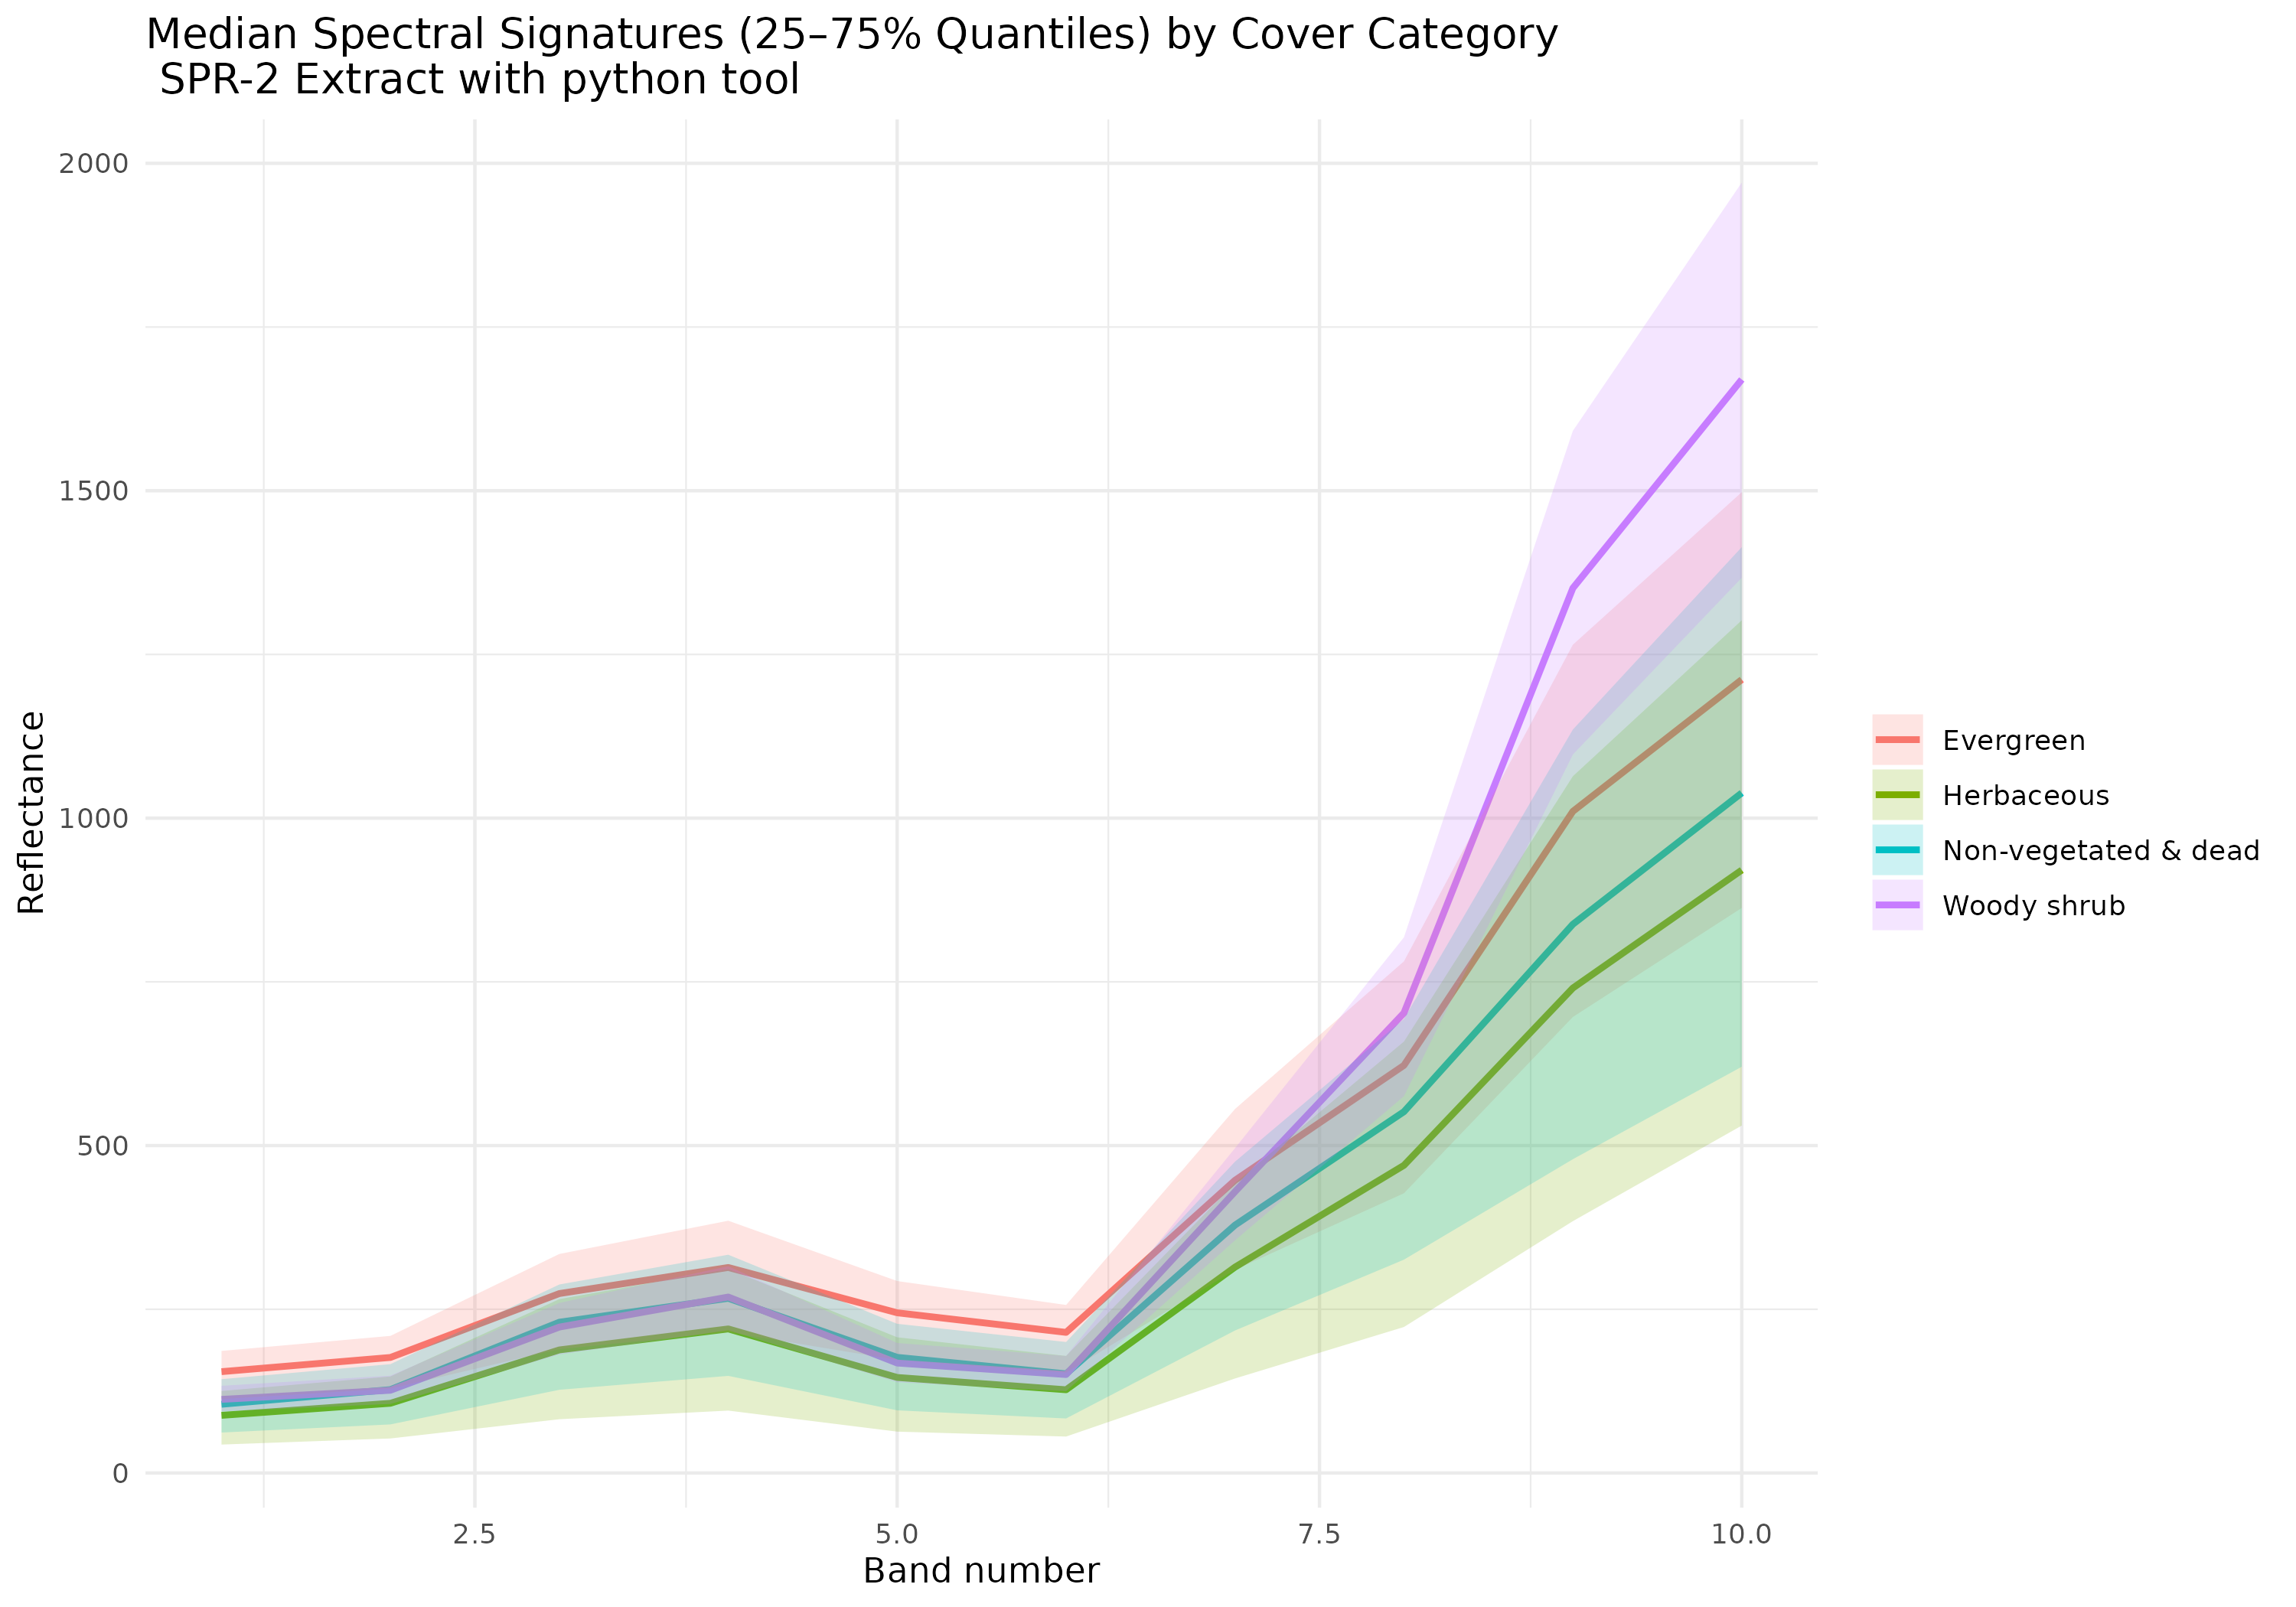 Median Spectral Signatures (25–75% Quantiles) by Cover Category
SPR-2 Extract with python tool
2000
1500
1000
500
0
Reflectance
2.5
5.0
7.5
10.0
Band number
Evergreen
Herbaceous
Non-vegetated & dead
Woody shrub